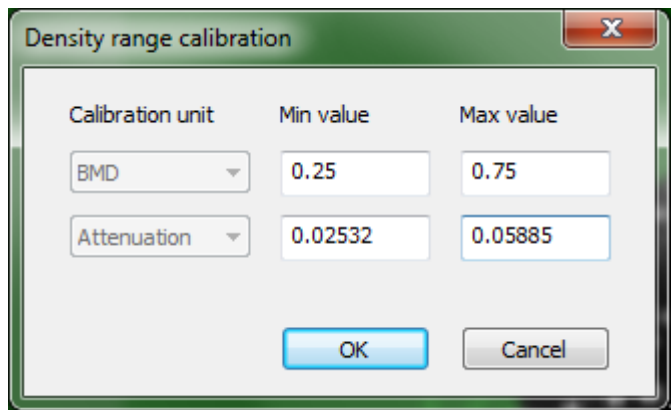 Density range calibration
Calibration unit Min value Max value
BMD 0.25 0.75
Attenuation 0.02532 0.05885
OK Cancel